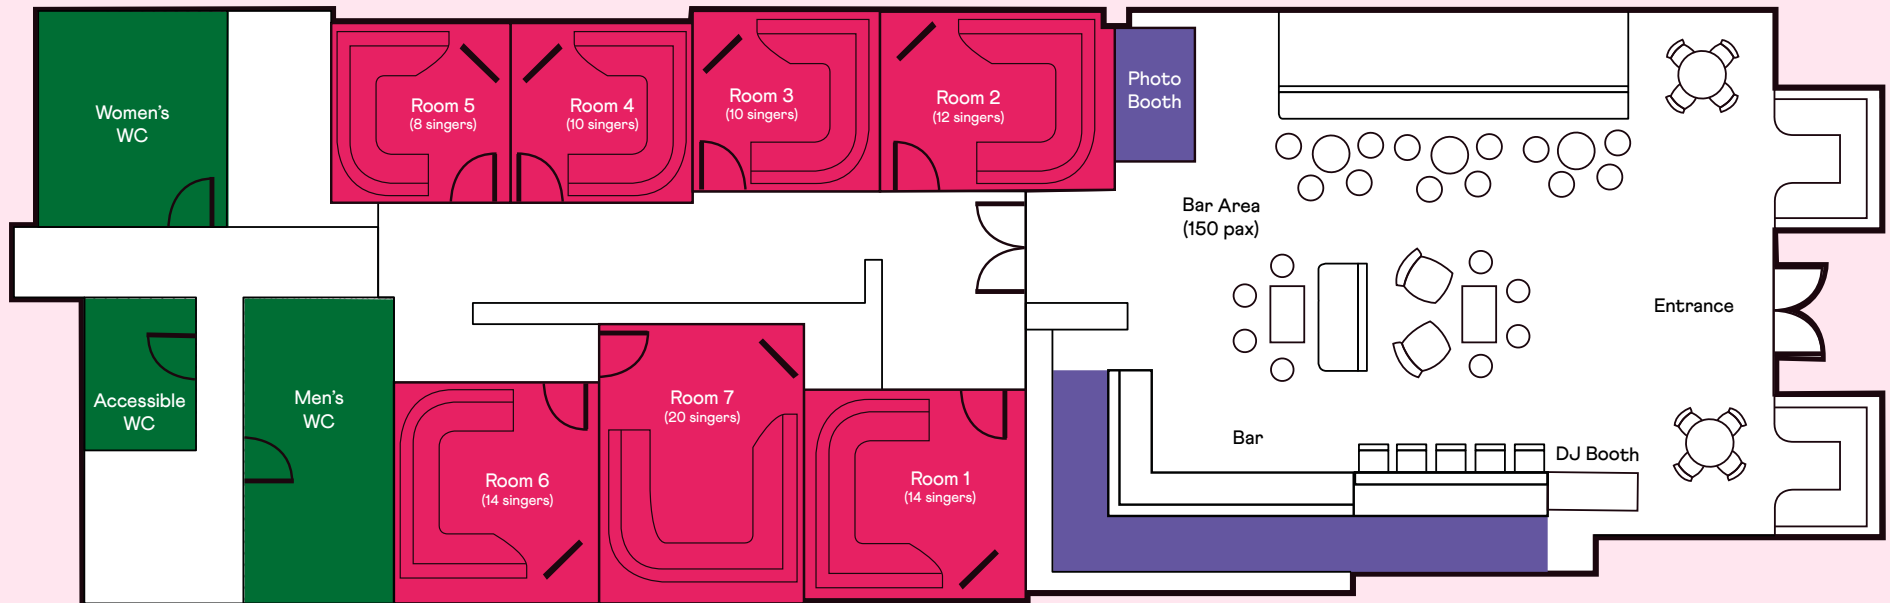 Women's
WC
Room 5
(8 singers)
Room 4
(10 singers)
Room 3
(10 singers)
Room 2
(12 singers)
Photo
Booth
Bar Area
(150 pax)
Entrance
Accessible
WC
Men's
WC
Room 6
(14 singers)
Room 7
(20 singers)
Room 1
(14 singers)
Bar
DJ Booth